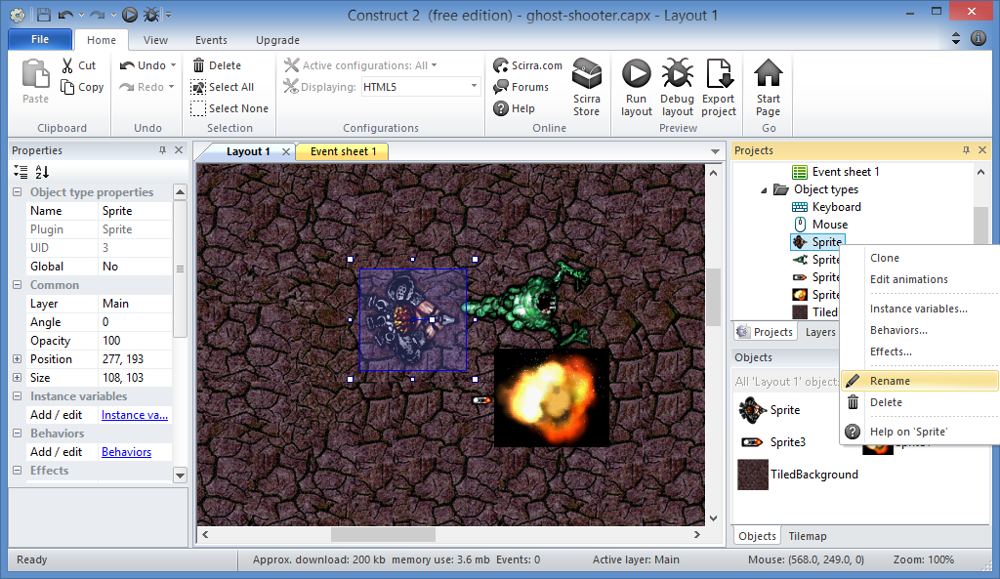 Construct 2 (free edition) - ghost-shooter.capx - Layout 1
File Home View Events Upgrade
Paste
Cut
Copy
Clipboard
Undo
Redo
Undo
Delete
Select All
Select None
Selection
Active configurations: All
Displaying: HTML5
Configurations
Scirra.com
Forums
Help
Scirra
Store
Online
Run
layout
Debug
layout
Export
project
Preview
Start
Page
Go
Properties
Object type properties
Name Sprite
Plugin Sprite
UID 3
Global No
Common
Layer Main
Angle 0
Opacity 100
Position 277, 193
Size 108, 103
Instance variables
Add / edit Instance va...
Behaviors
Add / edit Behaviors
Effects
Layout 1 Event sheet 1
Projects
Event sheet 1
Object types
Keyboard
Mouse
Sprite
Sprite
Sprite
Sprite
Tiled
Projects Layers
Clone
Edit animations
Instance variables...
Behaviors...
Effects...
Rename
Delete
Help on 'Sprite'
Objects
All 'Layout 1' objects
Sprite
Sprite3
TiledBackground
Objects Tilemap
Ready
Approx. download: 200 kb memory use: 3.6 mb Events: 0
Active layer: Main
Mouse: (568.0, 249.0, 0)
Zoom: 100%